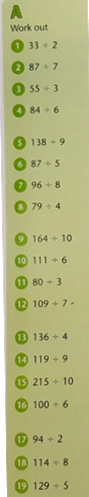 A
Work out
1 33 ÷ 2
2 87 ÷ 7
3 55 ÷ 3
4 84 ÷ 6
5 138 ÷ 9
6 87 ÷ 5
7 96 ÷ 8
8 79 ÷ 4
9 164 ÷ 10
10 111 ÷ 6
11 80 ÷ 3
12 109 ÷ 7 -
13 136 ÷ 4
14 119 ÷ 9
15 215 ÷ 10
16 100 ÷ 6
17 94 ÷ 2
18 114 ÷ 8
19 129 ÷ 5